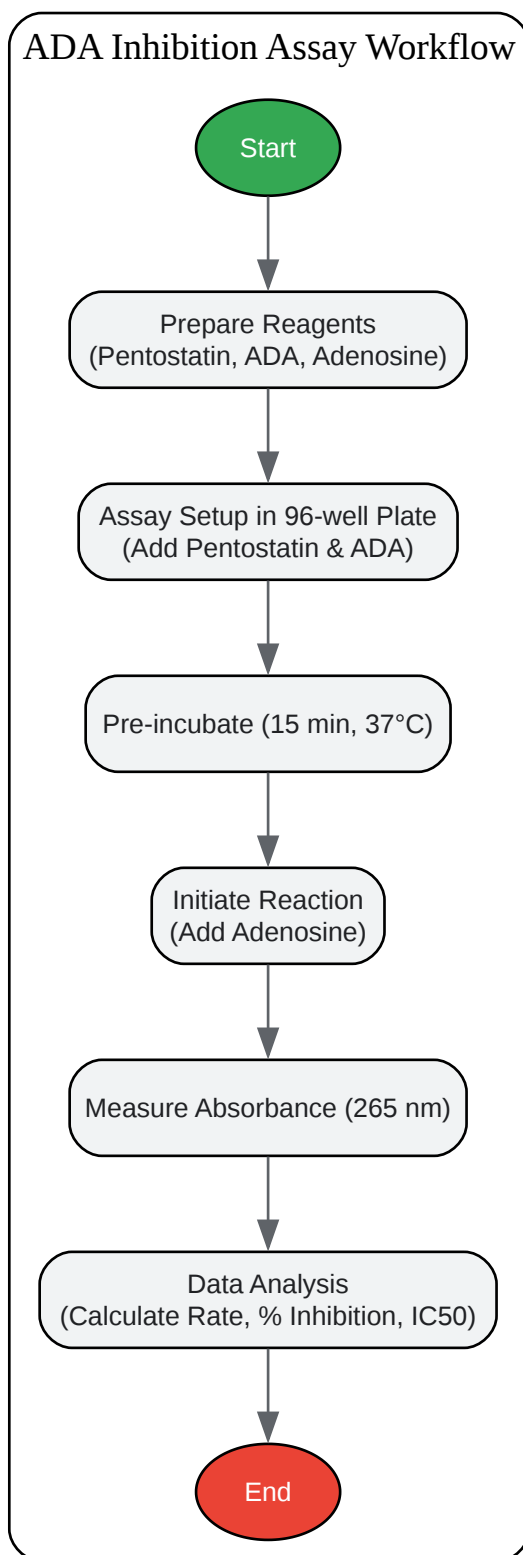 ADA Inhibition Assay Workflow
Start
Prepare Reagents
(Pentostatin, ADA, Adenosine)
Assay Setup in 96-well Plate
(Add Pentostatin & ADA)
Pre-incubate (15 min, 37°C)
Initiate Reaction
(Add Adenosine)
Measure Absorbance (265 nm)
Data Analysis
(Calculate Rate, % Inhibition, IC50)
End